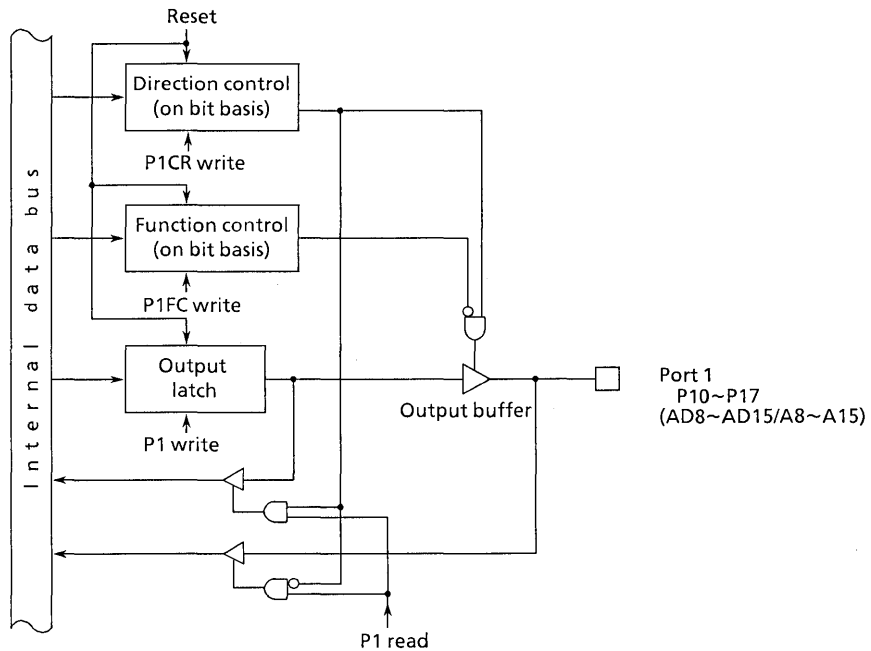 Reset
Direction control
(on bit basis)
P1CR write
Function control
(on bit basis)
P1FC write
Output
latch
P1 write
Internal data bus
Output buffer
Port 1
P10~P17
(AD8~AD15/A8~A15)
P1 read